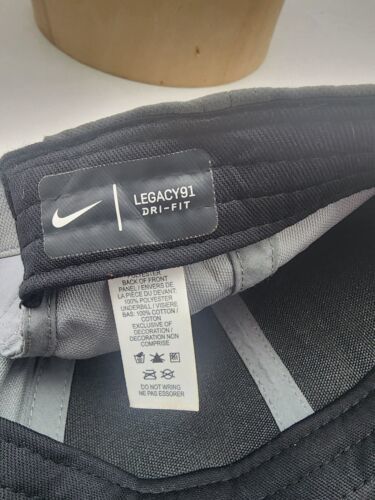 LEGACY91
DRI-FIT
BACK OF FRONT
PANEL / ENVERS DE
LA PIÈCE DU DEVANT:
100% POLYESTER
UNDERBILL / VISIÈRE,
BAS: 100% COTTON /
COTON
EXCLUSIVE OF
DECORATION /
DECORATION NON
COMPRISE
DO NOT WRING
NE PAS ESSORER